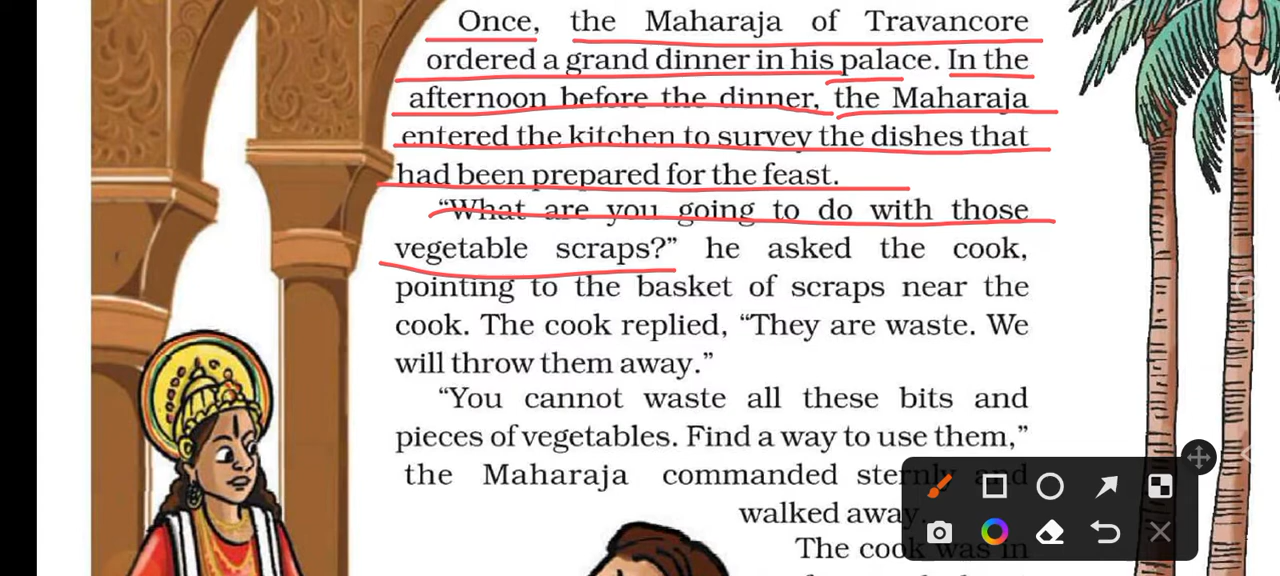 Once, the Maharaja of Travancore
ordered a grand dinner in his palace. In the
afternoon before the dinner, the Maharaja
entered the kitchen to survey the dishes that
had been prepared for the feast.
“What are you going to do with those
vegetable scraps?” he asked the cook,
pointing to the basket of scraps near the
cook. The cook replied, “They are waste. We
will throw them away.”
“You cannot waste all these bits and
pieces of vegetables. Find a way to use them,”
the Maharaja commanded sternly and
walked away.
The cook was in